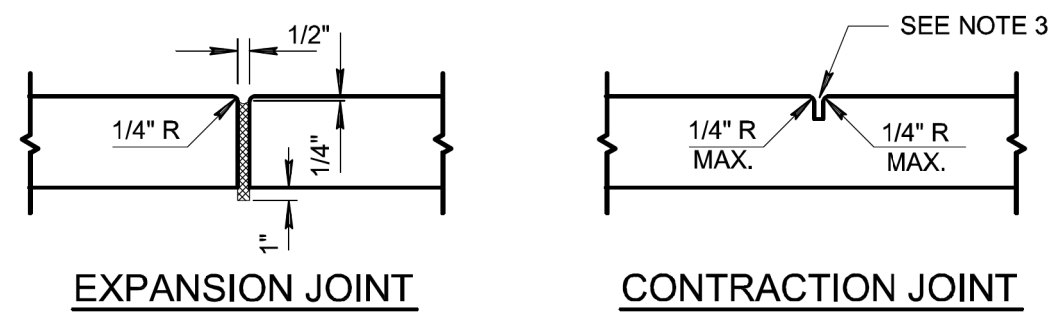 1/2"
SEE NOTE 3
1/4" R
1/4"
1"
1/4" R
MAX.
1/4" R
MAX.
EXPANSION JOINT
CONTRACTION JOINT